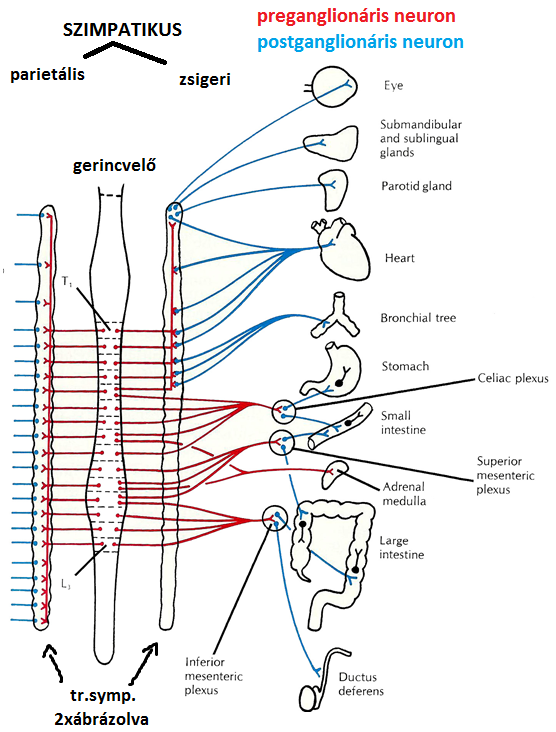 SZIMPATIKUS
preganglionáris neuron
postganglionáris neuron
parietális
zsigeri
gerincvelő
Eye
Submandibular
and sublingual
glands
Parotid gland
Heart
T₁
Bronchial tree
Stomach
Celiac plexus
Small
intestine
Superior
mesenteric
plexus
Adrenal
medulla
Large
intestine
L₁
Inferior
mesenteric
plexus
Ductus
deferens
tr.symp.
2xábrázolva